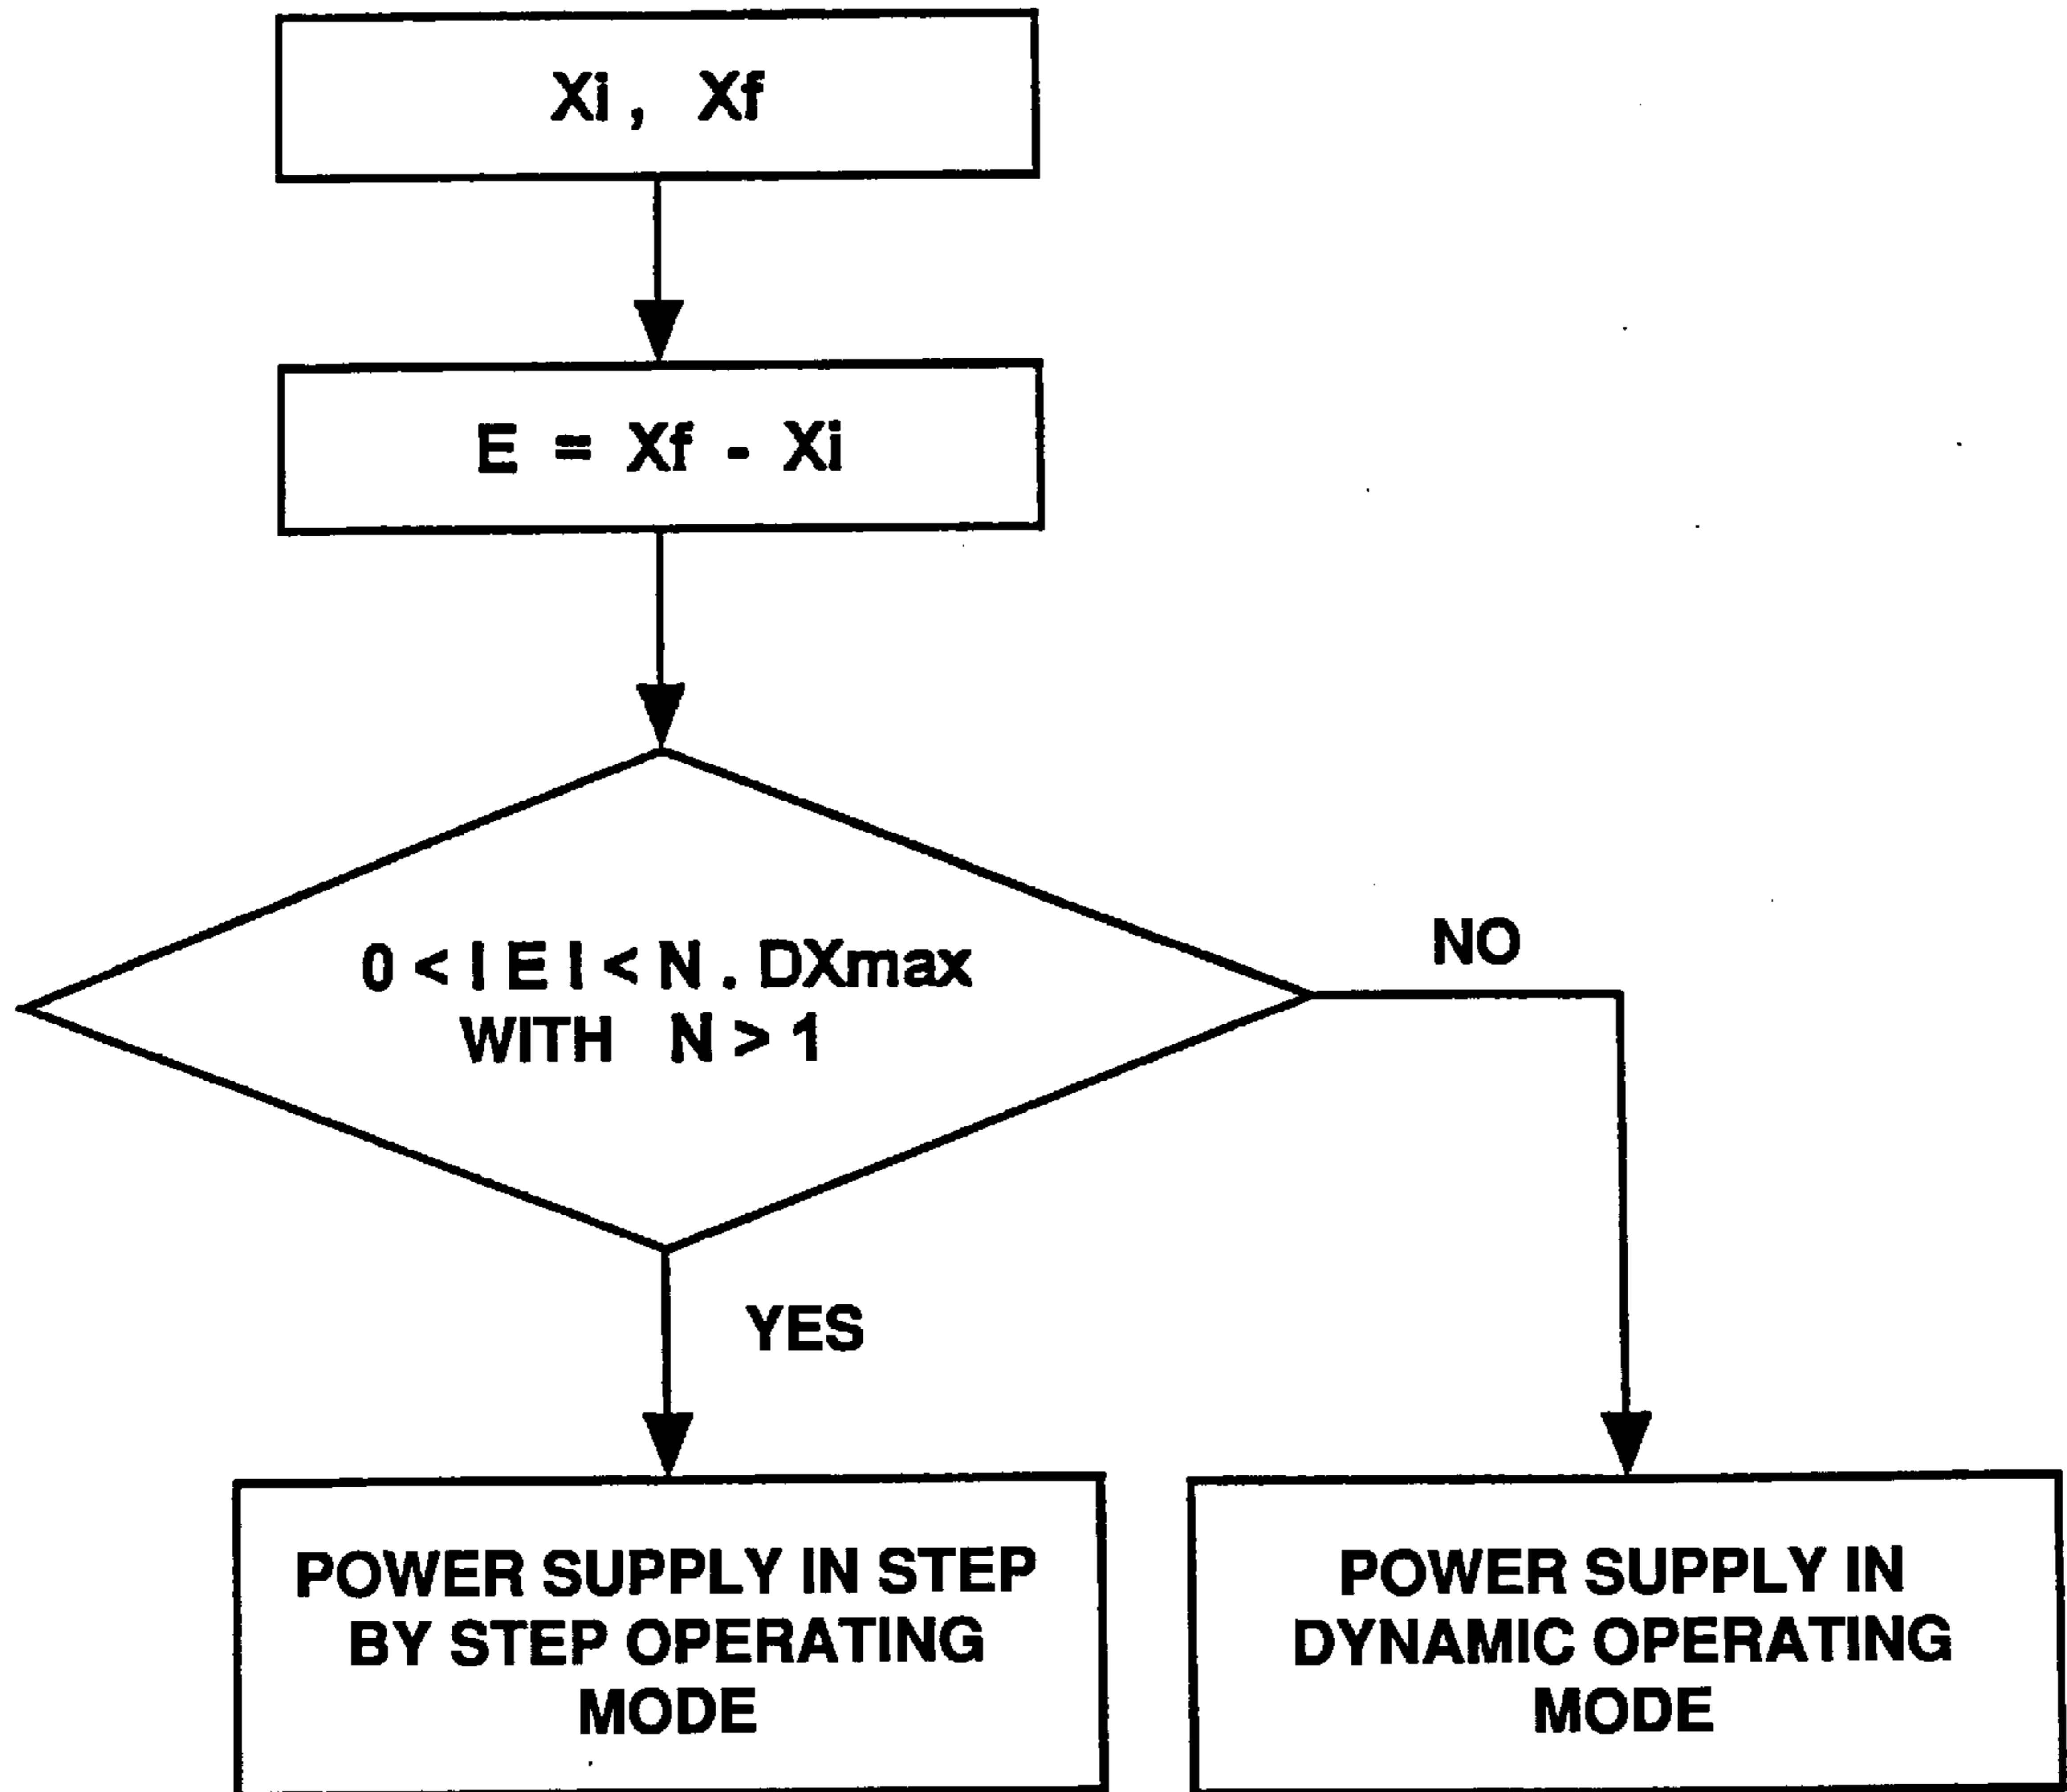 Xi , Xf
E = Xf - Xi
0 < I E I < N . DXmax
WITH N > 1
NO
YES
POWER SUPPLY IN STEP
BY STEP OPERATING
MODE
POWER SUPPLY IN
DYNAMIC OPERATING
MODE